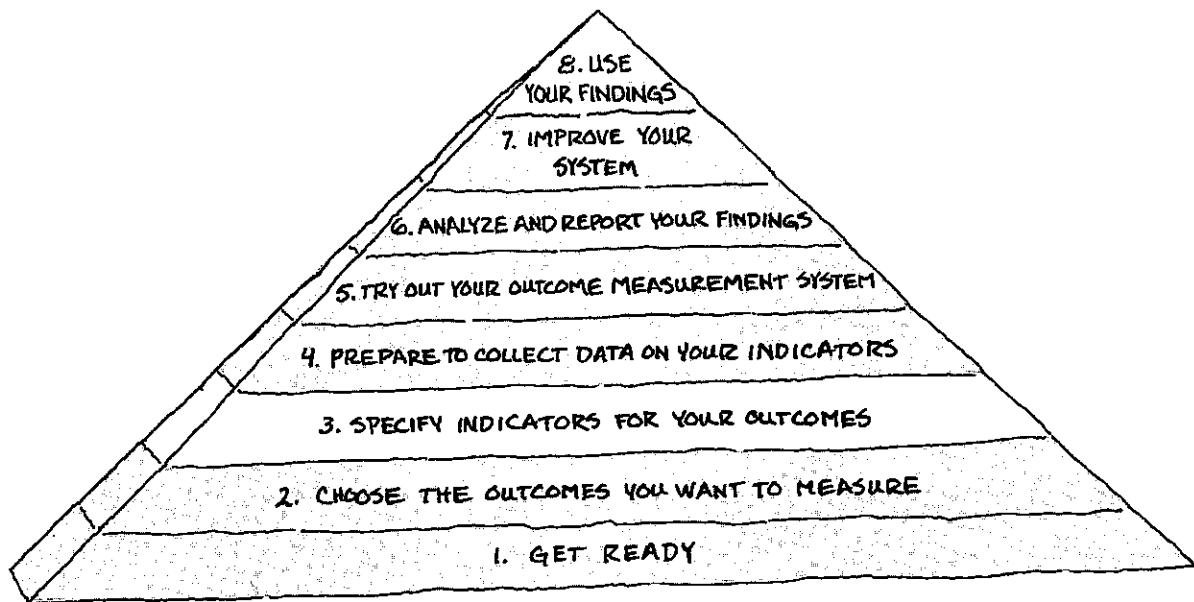 8. USE
YOUR FINDINGS
7. IMPROVE YOUR
SYSTEM
6. ANALYZE AND REPORT YOUR FINDINGS
5. TRY OUT YOUR OUTCOME MEASUREMENT SYSTEM
4. PREPARE TO COLLECT DATA ON YOUR INDICATORS
3. SPECIFY INDICATORS FOR YOUR OUTCOMES
2. CHOOSE THE OUTCOMES YOU WANT TO MEASURE
1. GET READY